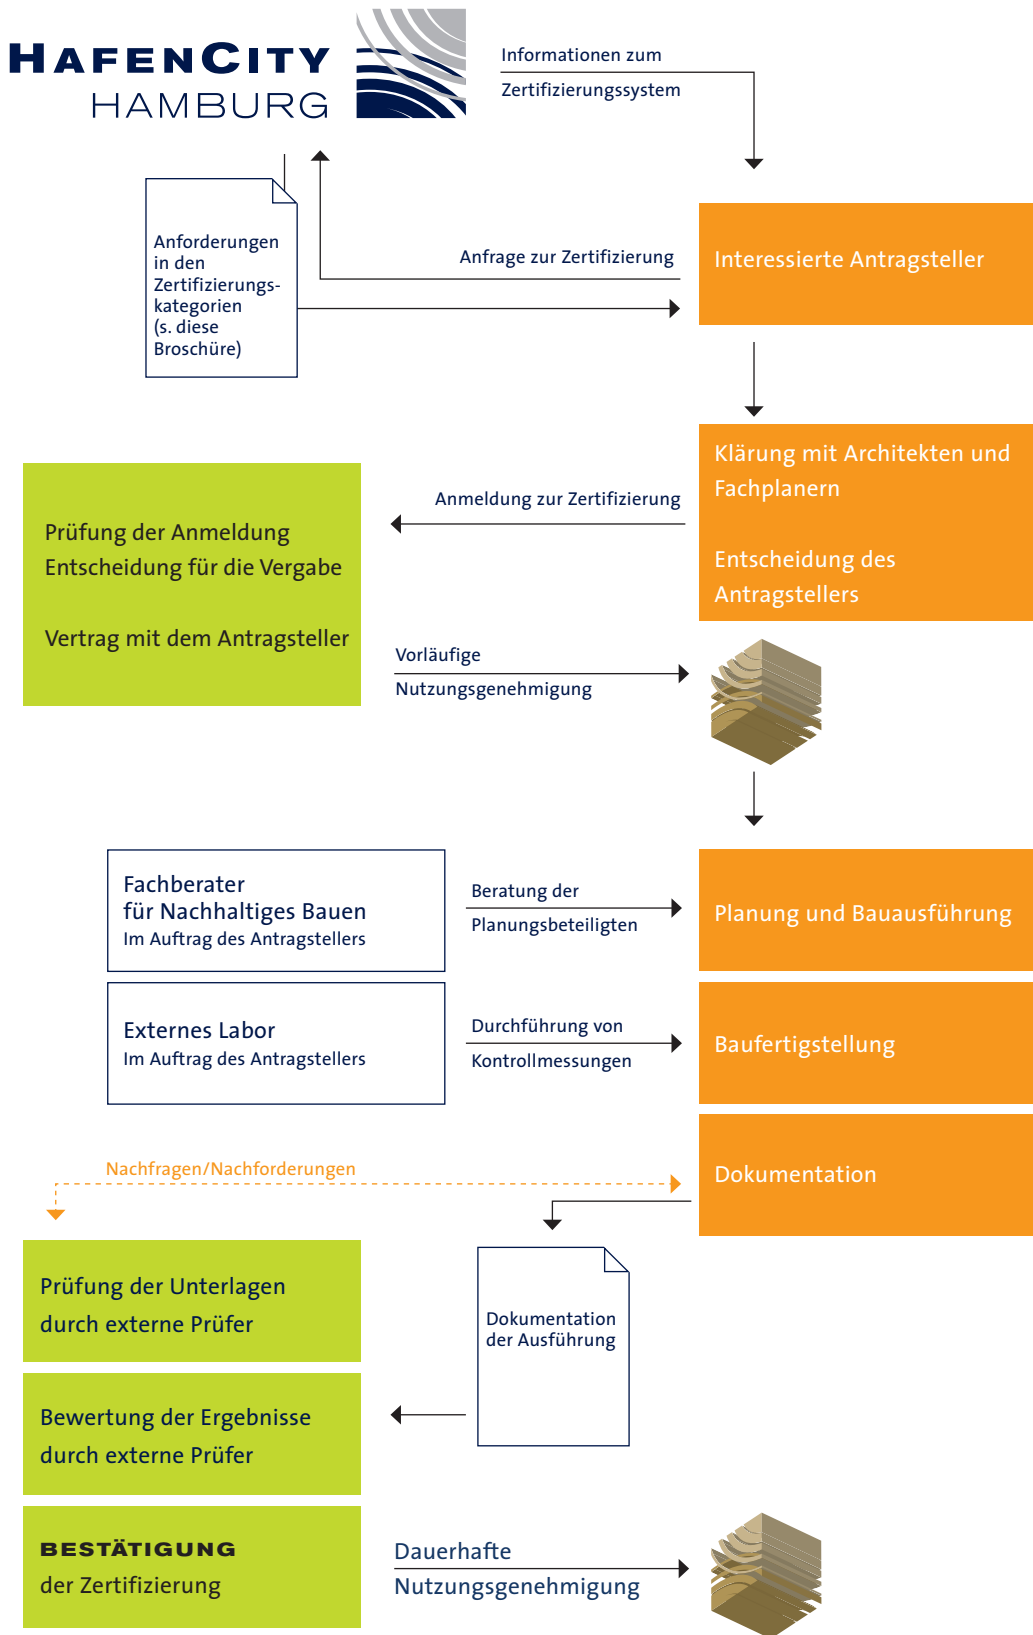 HAFENCITY
HAMBURG
Informationen zum
Zertifizierungssystem
Anforderungen
in den
Zertifizierungs-
kategorien
(s. diese
Broschüre)
Anfrage zur Zertifizierung
Interessierte Antragsteller
Klärung mit Architekten und
Fachplanern
Entscheidung des
Antragstellers
Anmeldung zur Zertifizierung
Prüfung der Anmeldung
Entscheidung für die Vergabe
Vertrag mit dem Antragsteller
Vorläufige
Nutzungsgenehmigung
Fachberater
für Nachhaltiges Bauen
Im Auftrag des Antragstellers
Beratung der
Planungsbeteiligten
Planung und Bauausführung
Externes Labor
Im Auftrag des Antragstellers
Durchführung von
Kontrollmessungen
Baufertigstellung
Nachfragen/Nachforderungen
Dokumentation
Dokumentation
der Ausführung
Prüfung der Unterlagen
durch externe Prüfer
Bewertung der Ergebnisse
durch externe Prüfer
BESTÄTIGUNG
der Zertifizierung
Dauerhafte
Nutzungsgenehmigung